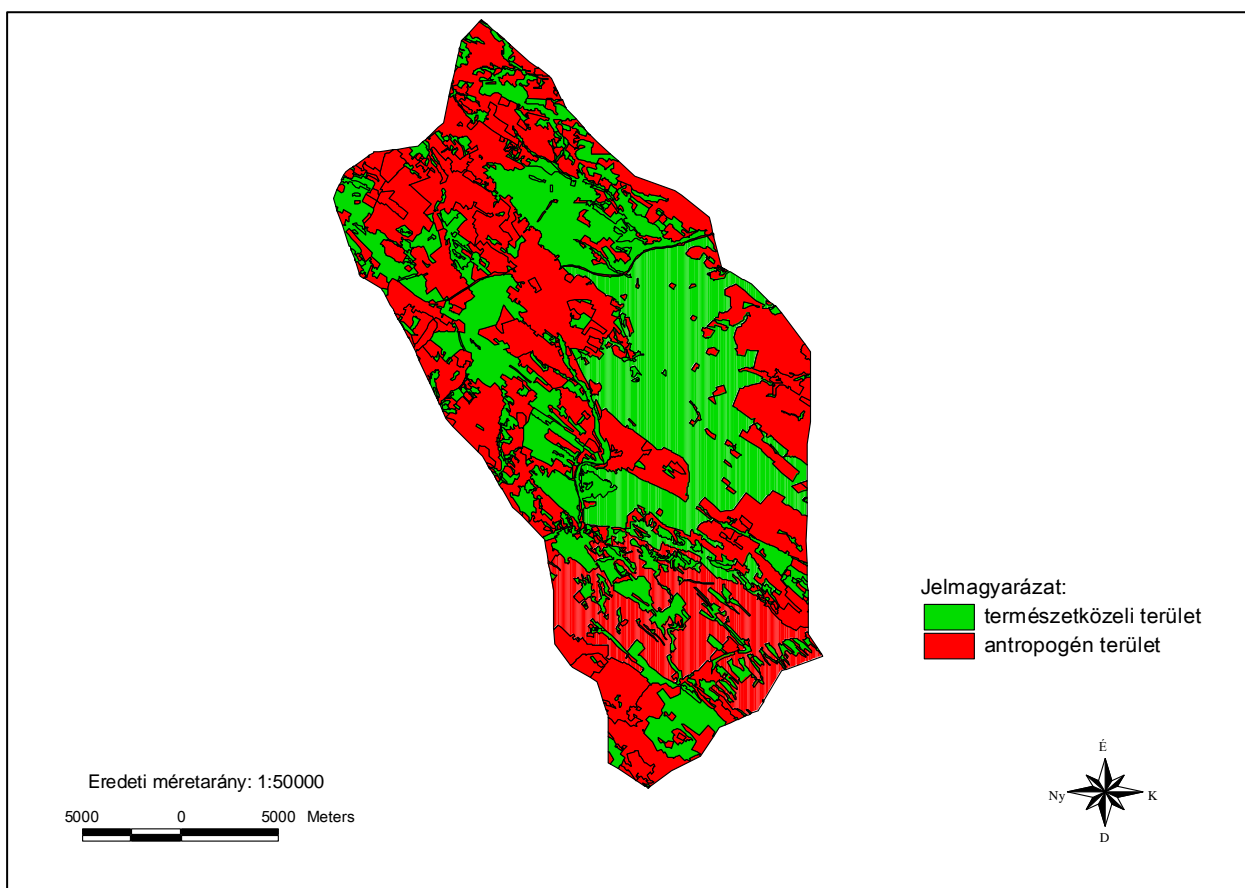 Jelmagyarázat:
természetközeli terület
antropogén terület
Eredeti méretarány: 1:50000
5000 0 5000 Meters
É
Ny K
D